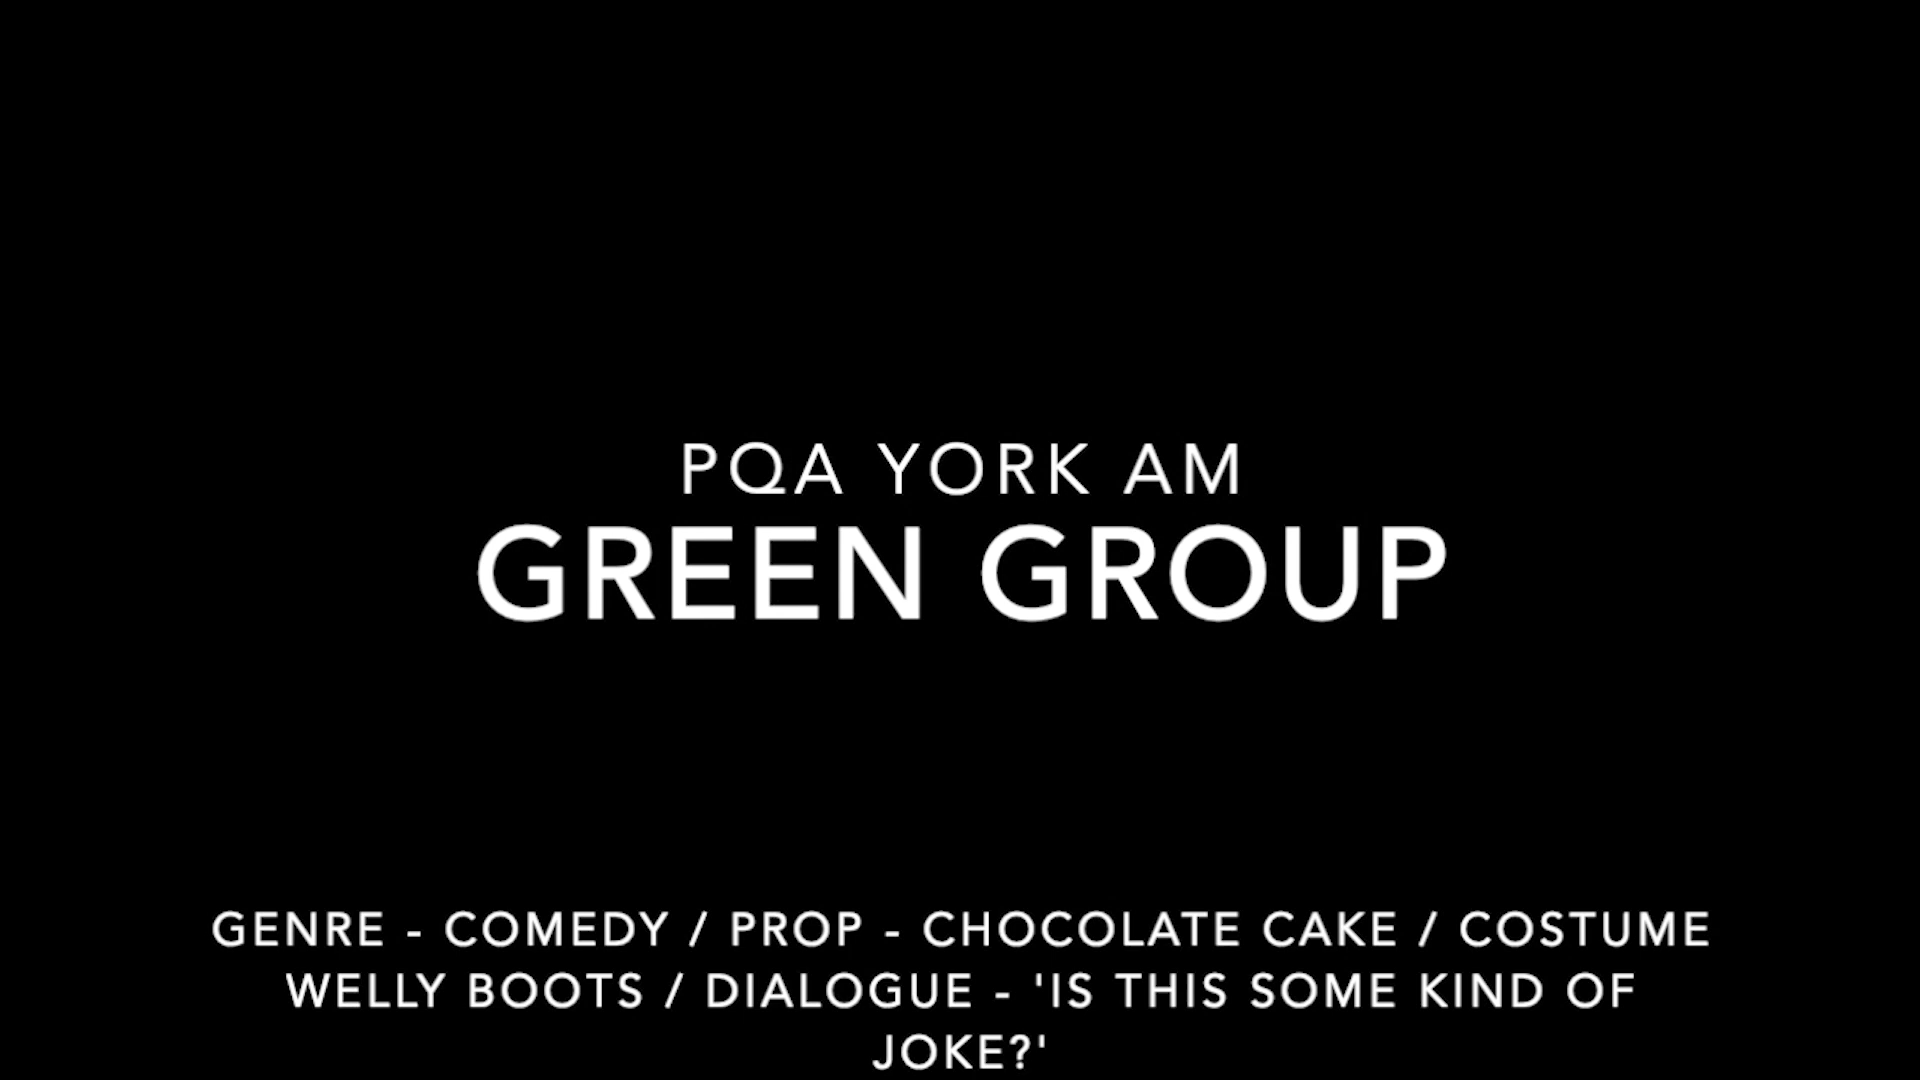 PQA YORK AM
GREEN GROUP
GENRE - COMEDY / PROP - CHOCOLATE CAKE / COSTUME
WELLY BOOTS / DIALOGUE - 'IS THIS SOME KIND OF
JOKE?'